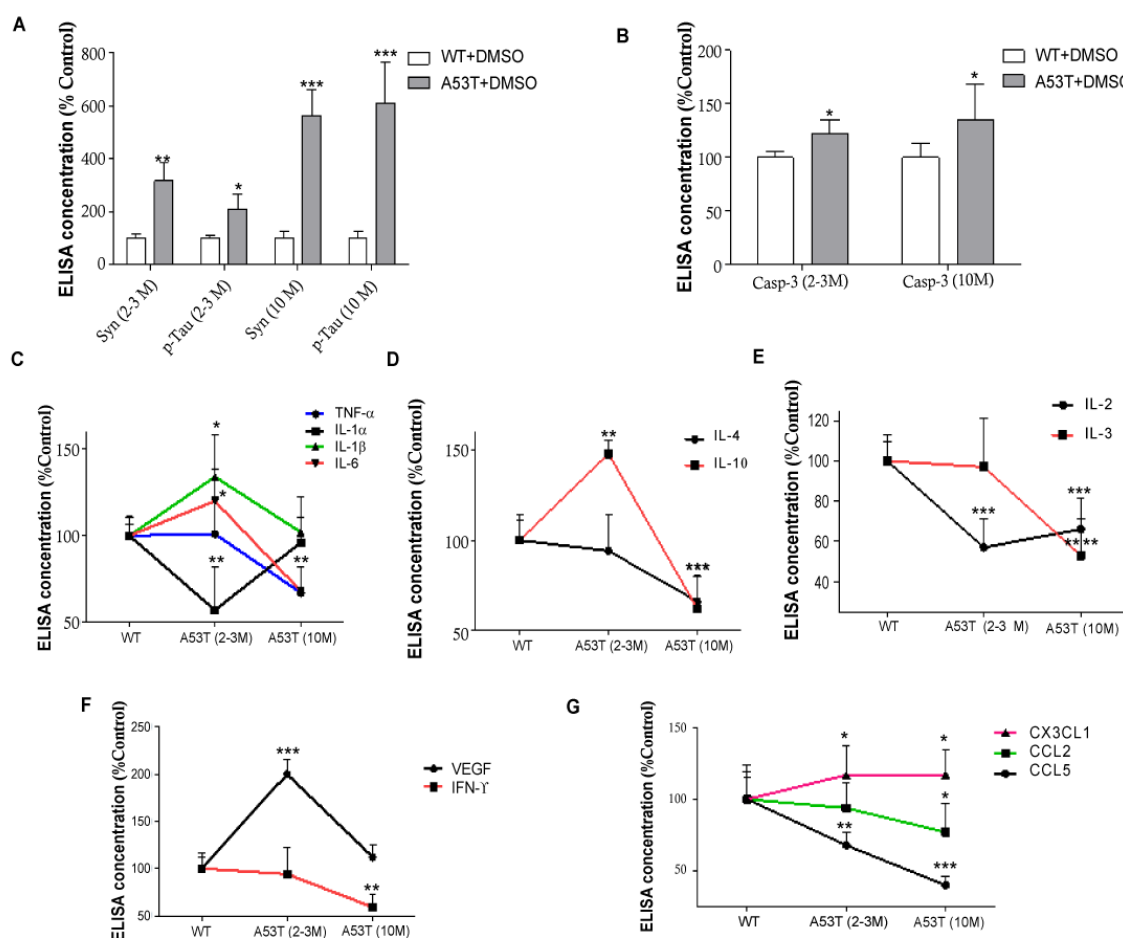 A
ELISA concentration (% Control)
800
600
400
200
0
**
*
***
***
WT+DMSO
A53T+DMSO
Syn (2-3 M)
p-Tau (2-3 M)
Syn (10 M)
p-Tau (10 M)
B
ELISA concentration (%Control)
200
150
100
50
0
*
*
WT+DMSO
A53T+DMSO
Casp-3 (2-3M)
Casp-3 (10M)
C
ELISA concentration (%Control)
150
100
50
*
*
**
**
TNF-α
IL-1α
IL-1β
IL-6
WT
A53T (2-3M)
A53T (10M)
D
ELISA concentration (%Control)
150
100
50
**
***
IL-4
IL-10
WT
A53T (2-3M)
A53T (10M)
E
ELISA concentration (%Control)
120
100
80
60
40
***
***
****
IL-2
IL-3
WT
A53T (2-3 M)
A53T (10M)
F
ELISA concentration (%Control)
250
200
150
100
50
***
**
VEGF
IFN-ϒ
WT
A53T (2-3M)
A53T (10M)
G
ELISA concentration (%Control)
150
100
50
*
*
*
**
***
CX3CL1
CCL2
CCL5
WT
A53T (2-3M)
A53T (10M)